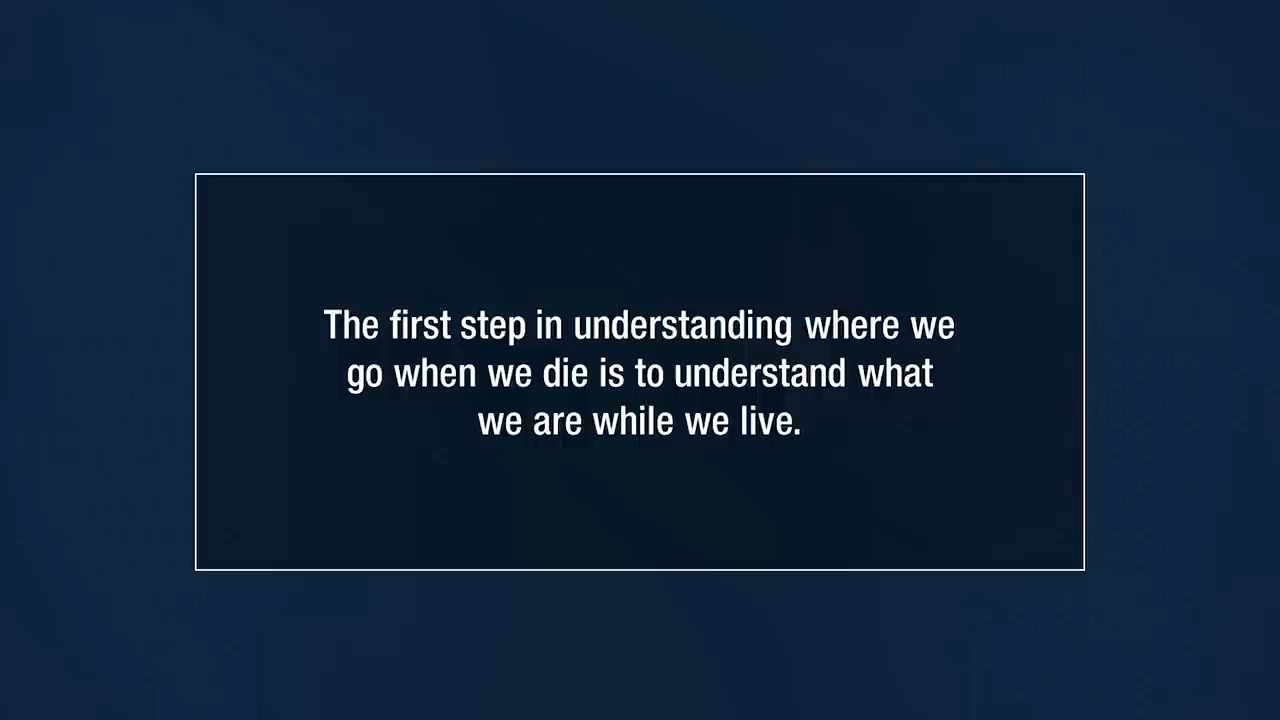 The first step in understanding where we
go when we die is to understand what
we are while we live.